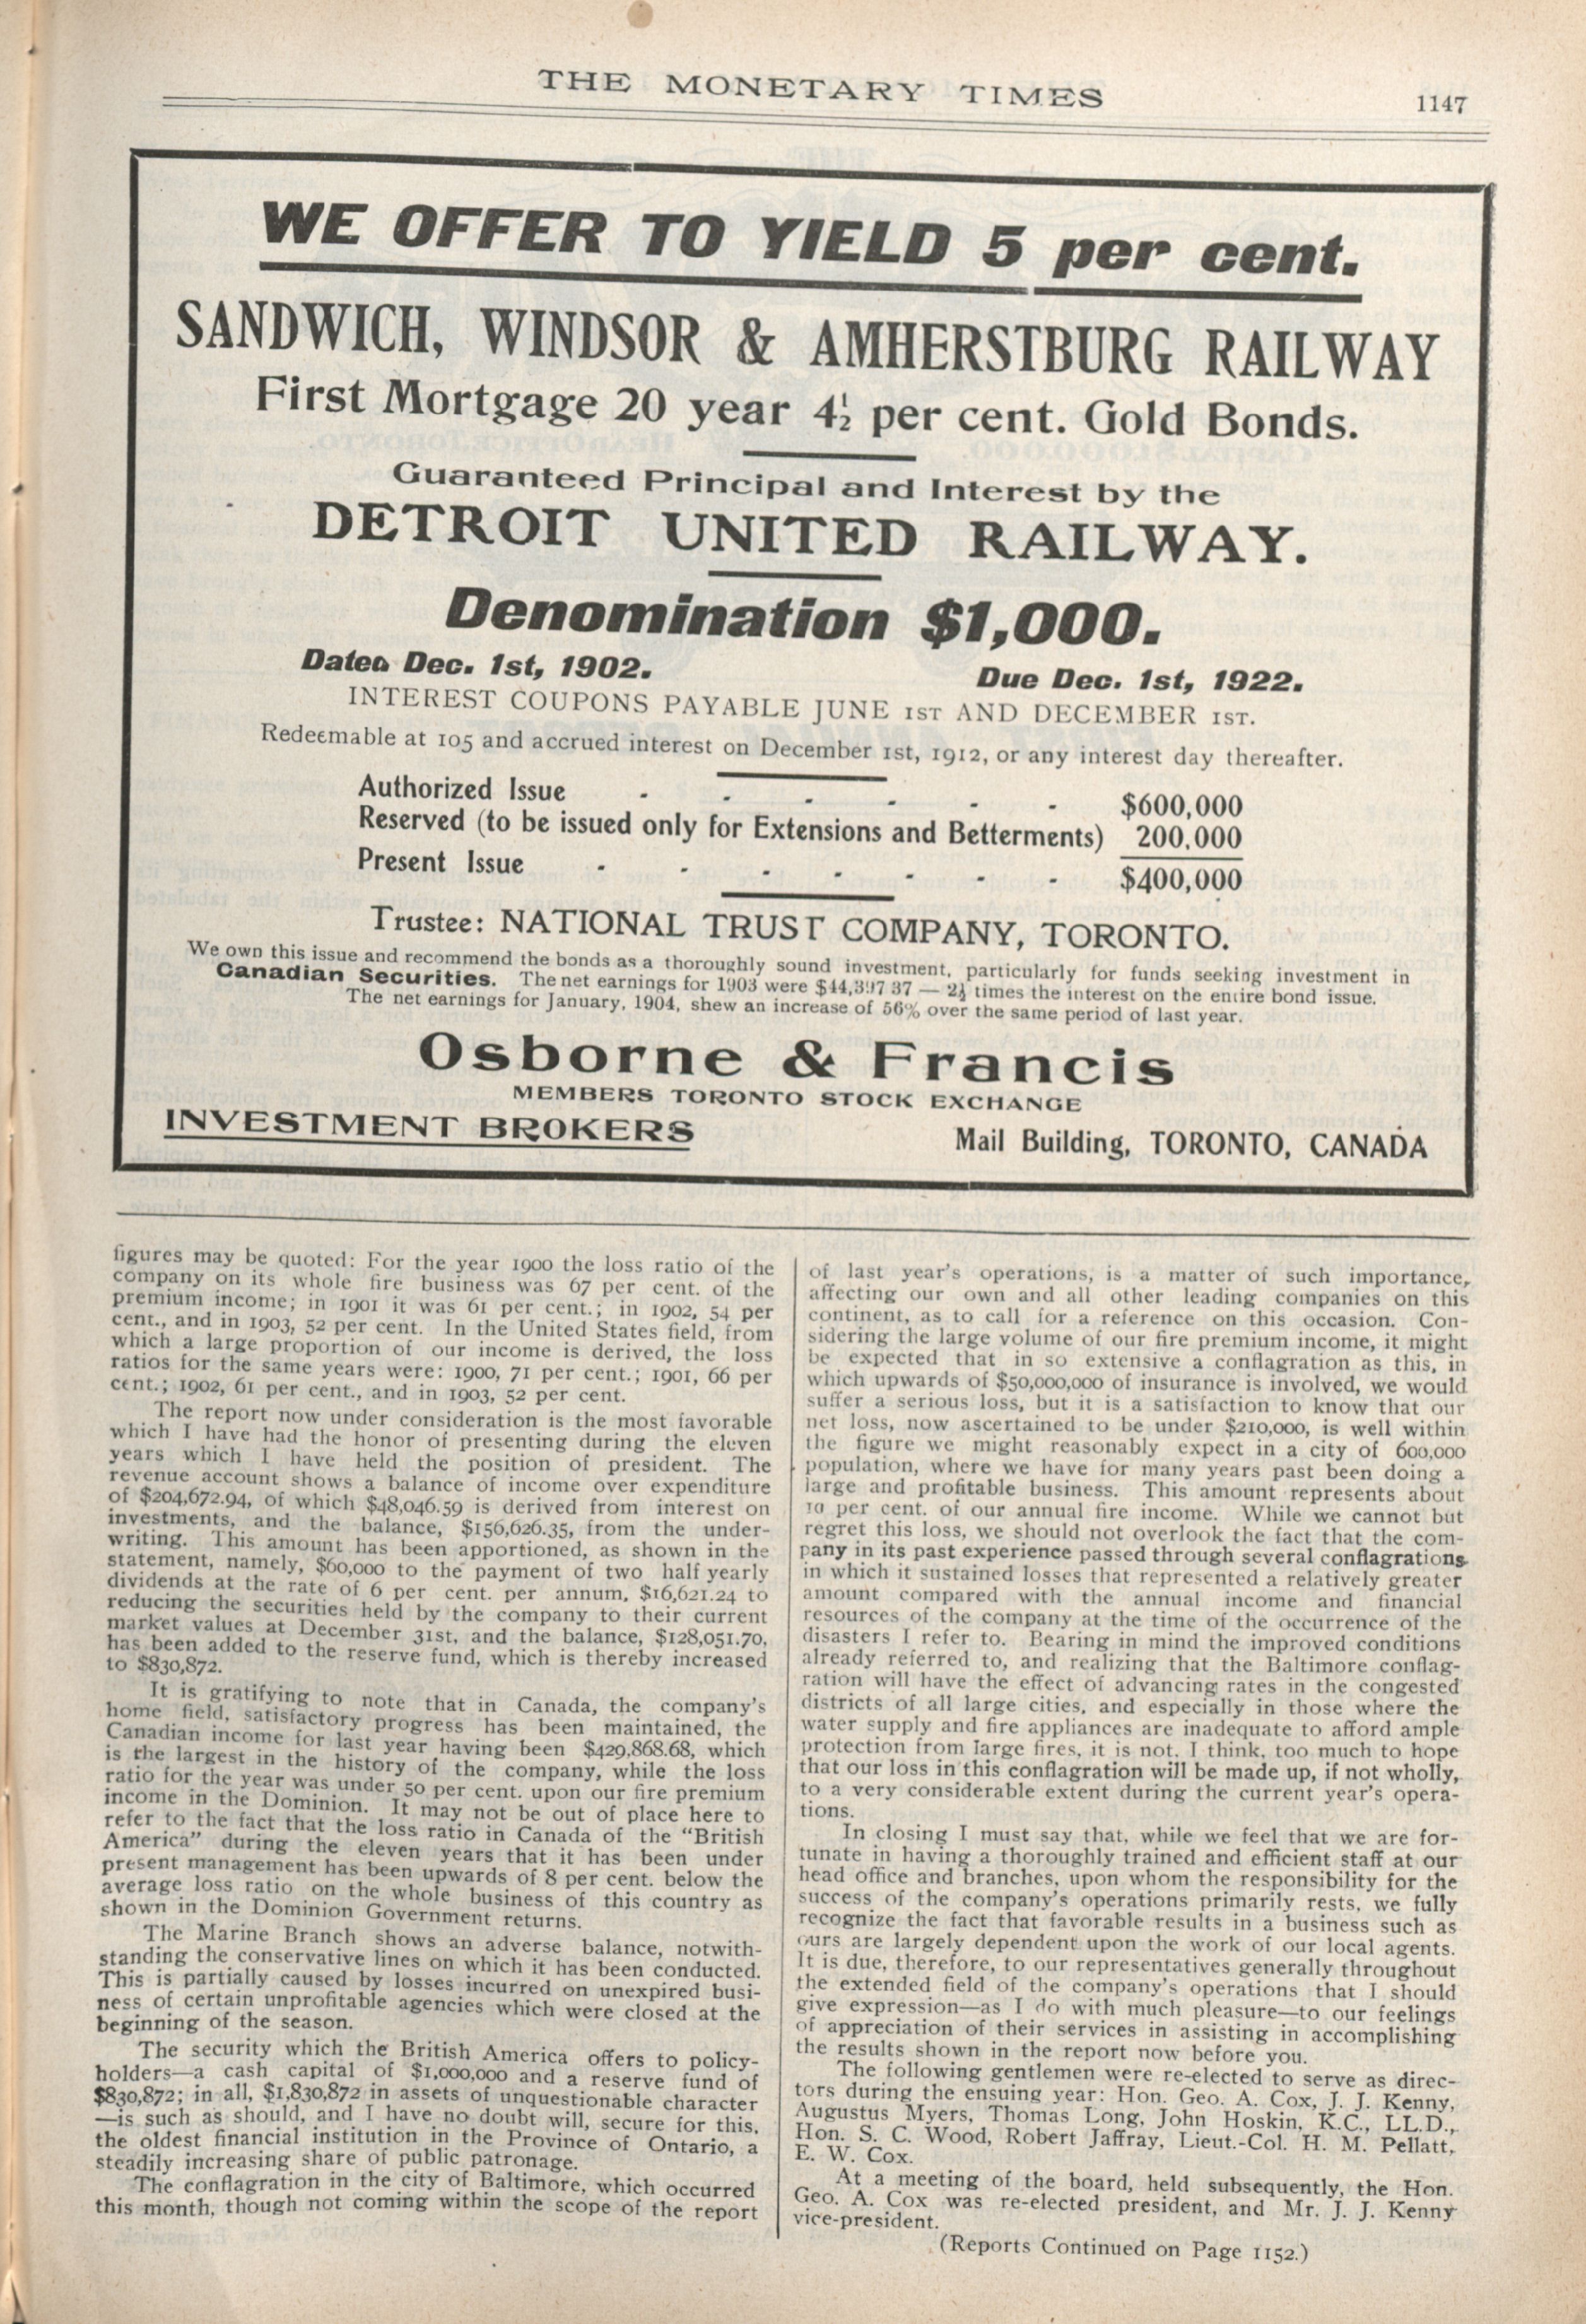 THE MONETARY TIMES
1147
WE OFFER TO YIELD 5 per cent.
SANDWICH, WINDSOR & AMHERSTBURG RAILWAY
First Mortgage 20 year 4½ per cent. Gold Bonds.
Guaranteed Principal and Interest by the
DETROIT UNITED RAILWAY.
Denomination $1,000.
Dated Dec. 1st, 1902.
Due Dec. 1st, 1922.
INTEREST COUPONS PAYABLE JUNE 1ST AND DECEMBER 1ST.
Redeemable at 105 and accrued interest on December 1st, 1912, or any interest day thereafter.
Authorized Issue - - - - - - $600,000
Reserved (to be issued only for Extensions and Betterments) 200,000
Present Issue - - - - - - - $400,000
Trustee: NATIONAL TRUST COMPANY, TORONTO.
We own this issue and recommend the bonds as a thoroughly sound investment, particularly for funds seeking investment in
Canadian Securities. The net earnings for 1903 were $44,397 37 — 2½ times the interest on the entire bond issue.
The net earnings for January, 1904, shew an increase of 56% over the same period of last year.
Osborne & Francis
MEMBERS TORONTO STOCK EXCHANGE
INVESTMENT BROKERS
Mail Building, TORONTO, CANADA
figures may be quoted: For the year 1900 the loss ratio of the
company on its whole fire business was 67 per cent. of the
premium income; in 1901 it was 61 per cent.; in 1902, 54 per
cent., and in 1903, 52 per cent. In the United States field, from
which a large proportion of our income is derived, the loss
ratios for the same years were: 1900, 71 per cent.; 1901, 66 per
cent.; 1902, 61 per cent., and in 1903, 52 per cent.
The report now under consideration is the most favorable
which I have had the honor of presenting during the eleven
years which I have held the position of president. The
revenue account shows a balance of income over expenditure
of $204,672.94, of which $48,046.59 is derived from interest on
investments, and the balance, $156,626.35, from the under-
writing. This amount has been apportioned, as shown in the
statement, namely, $60,000 to the payment of two half yearly
dividends at the rate of 6 per cent. per annum, $16,621.24 to
reducing the securities held by the company to their current
market values at December 31st, and the balance, $128,051.70,
has been added to the reserve fund, which is thereby increased
to $830,872.
It is gratifying to note that in Canada, the company's
home field, satisfactory progress has been maintained, the
Canadian income for last year having been $429,868.68, which
is the largest in the history of the company, while the loss
ratio for the year was under 50 per cent. upon our fire premium
income in the Dominion. It may not be out of place here to
refer to the fact that the loss ratio in Canada of the "British
America" during the eleven years that it has been under
present management has been upwards of 8 per cent. below the
average loss ratio on the whole business of this country as
shown in the Dominion Government returns.
The Marine Branch shows an adverse balance, notwith-
standing the conservative lines on which it has been conducted.
This is partially caused by losses incurred on unexpired busi-
ness of certain unprofitable agencies which were closed at the
beginning of the season.
The security which the British America offers to policy-
holders—a cash capital of $1,000,000 and a reserve fund of
$830,872; in all, $1,830,872 in assets of unquestionable character
—is such as should, and I have no doubt will, secure for this,
the oldest financial institution in the Province of Ontario, a
steadily increasing share of public patronage.
The conflagration in the city of Baltimore, which occurred
this month, though not coming within the scope of the report
of last year's operations, is a matter of such importance,
affecting our own and all other leading companies on this
continent, as to call for a reference on this occasion. Con-
sidering the large volume of our fire premium income, it might
be expected that in so extensive a conflagration as this, in
which upwards of $50,000,000 of insurance is involved, we would
suffer a serious loss, but it is a satisfaction to know that our
net loss, now ascertained to be under $210,000, is well within
the figure we might reasonably expect in a city of 600,000
population, where we have for many years past been doing a
large and profitable business. This amount represents about
10 per cent. of our annual fire income. While we cannot but
regret this loss, we should not overlook the fact that the com-
pany in its past experience passed through several conflagrations
in which it sustained losses that represented a relatively greater
amount compared with the annual income and financial
resources of the company at the time of the occurrence of the
disasters I refer to. Bearing in mind the improved conditions
already referred to, and realizing that the Baltimore conflag-
ration will have the effect of advancing rates in the congested
districts of all large cities, and especially in those where the
water supply and fire appliances are inadequate to afford ample
protection from large fires, it is not, I think, too much to hope
that our loss in this conflagration will be made up, if not wholly,
to a very considerable extent during the current year's opera-
tions.
In closing I must say that, while we feel that we are for-
tunate in having a thoroughly trained and efficient staff at our
head office and branches, upon whom the responsibility for the
success of the company's operations primarily rests, we fully
recognize the fact that favorable results in a business such as
ours are largely dependent upon the work of our local agents.
It is due, therefore, to our representatives generally throughout
the extended field of the company's operations that I should
give expression—as I do with much pleasure—to our feelings
of appreciation of their services in assisting in accomplishing
the results shown in the report now before you.
The following gentlemen were re-elected to serve as direc-
tors during the ensuing year: Hon. Geo. A. Cox, J. J. Kenny,
Augustus Myers, Thomas Long, John Hoskin, K.C., LL.D.,
Hon. S. C. Wood, Robert Jaffray, Lieut.-Col. H. M. Pellatt,
E. W. Cox.
At a meeting of the board, held subsequently, the Hon.
Geo. A. Cox was re-elected president, and Mr. J. J. Kenny
vice-president.
(Reports Continued on Page 1152.)